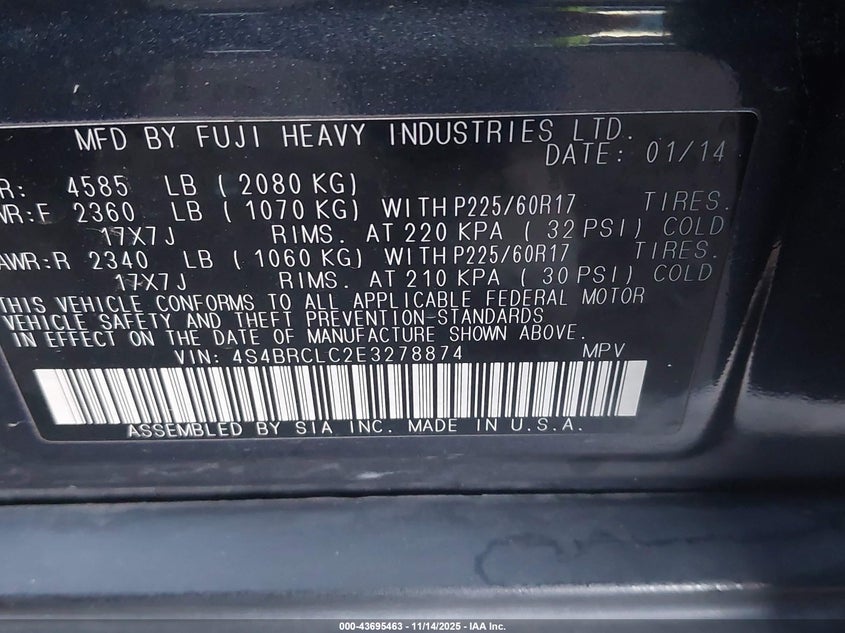 MFD BY FUJI HEAVY INDUSTRIES LTD.
DATE: 01/14
R: 4585 LB (2080 KG)
WR:F 2360 LB (1070 KG) WITH P225/60R17 TIRES.
17X7J RIMS. AT 220 KPA (32 PSI) COLD
AWR:R 2340 LB (1060 KG) WITH P225/60R17 TIRES.
17X7J RIMS. AT 210 KPA (30 PSI) COLD
THIS VEHICLE CONFORMS TO ALL APPLICABLE FEDERAL MOTOR
VEHICLE SAFETY AND THEFT PREVENTION-STANDARDS
IN EFFECT ON THE DATE OF MANUFACTURE SHOWN ABOVE.
VIN: 4S4BRCLC2E3278874 MPV
ASSEMBLED BY SIA INC. MADE IN U.S.A.
000-43695463 - 11/14/2025 - IAA Inc.